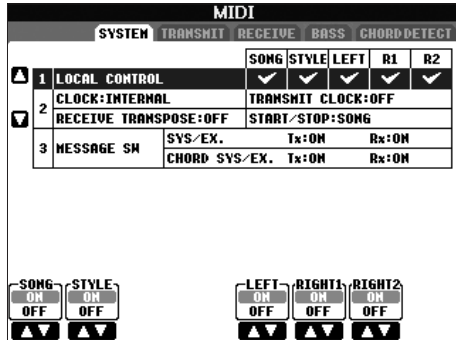 MIDI
SYSTEM TRANSMIT RECEIVE BASS CHORD DETECT
SONG STYLE LEFT R1 R2
1 LOCAL CONTROL
2 CLOCK:INTERNAL TRANSMIT CLOCK:OFF
RECEIVE TRANSPOSE:OFF START/STOP:SONG
3 MESSAGE SW SYS/EX. Tx:ON Rx:ON
CHORD SYS/EX. Tx:ON Rx:ON
SONG STYLE LEFT RIGHT1 RIGHT2
ON ON ON ON ON
OFF OFF OFF OFF OFF